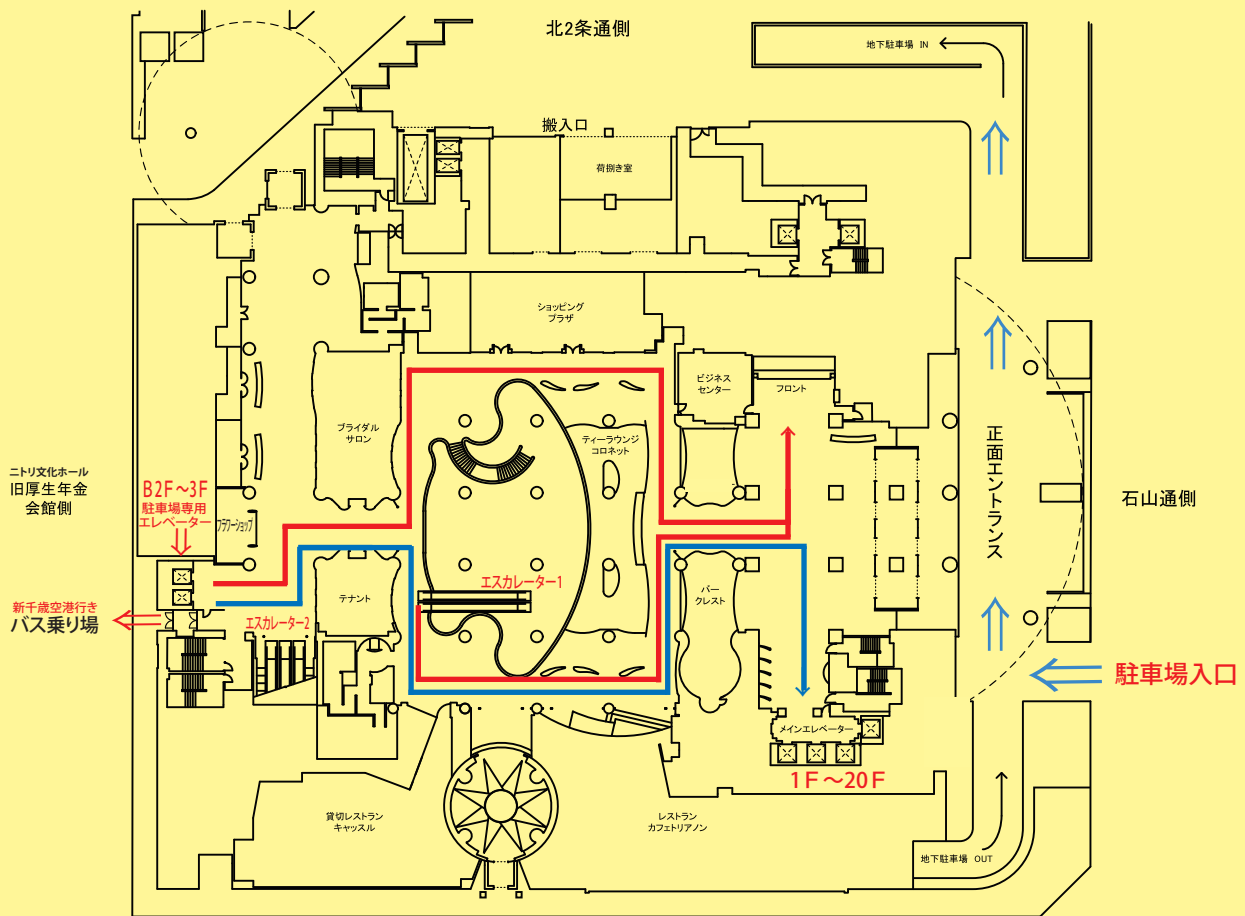 北2条通側
地下駐車場 IN
搬入口
荷捌き室
ショッピング
プラザ
ビジネス
センター
フロント
ブライダル
サロン
ティーラウンジ
コロネット
正面エントランス
石山通側
ニトリ文化ホール
旧厚生年金
会館側
B2F～3F
駐車場専用
エレベーター
フラワーショップ
エスカレーター1
テナント
バー
クレスト
新千歳空港行き
バス乗り場
エスカレーター2
駐車場入口
メインエレベーター
1F～20F
貸切レストラン
キャッスル
レストラン
カフェトリアノン
地下駐車場 OUT